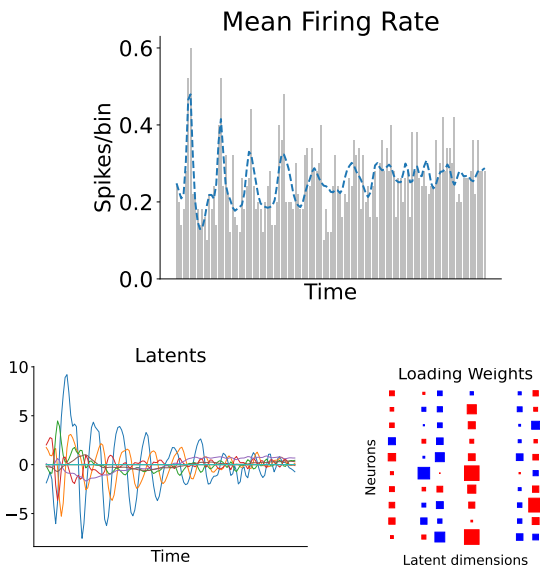 Mean Firing Rate
0.6
0.4
0.2
0.0
Spikes/bin
Time
Latents
10
5
0
−5
Time
Loading Weights
Neurons
Latent dimensions